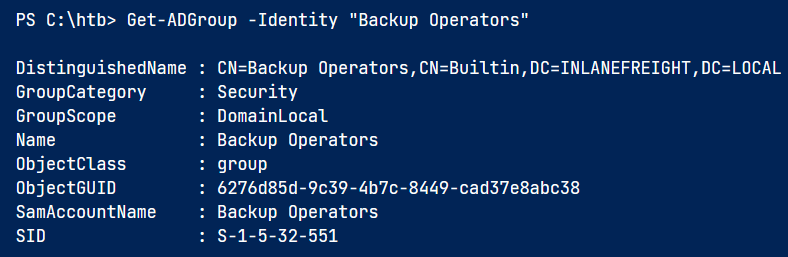 PS C:\htb> Get-ADGroup -Identity "Backup Operators"
DistinguishedName : CN=Backup Operators,CN=Builtin,DC=INLANEFREIGHT,DC=LOCAL
GroupCategory     : Security
GroupScope        : DomainLocal
Name              : Backup Operators
ObjectClass       : group
ObjectGUID        : 6276d85d-9c39-4b7c-8449-cad37e8abc38
SamAccountName    : Backup Operators
SID               : S-1-5-32-551